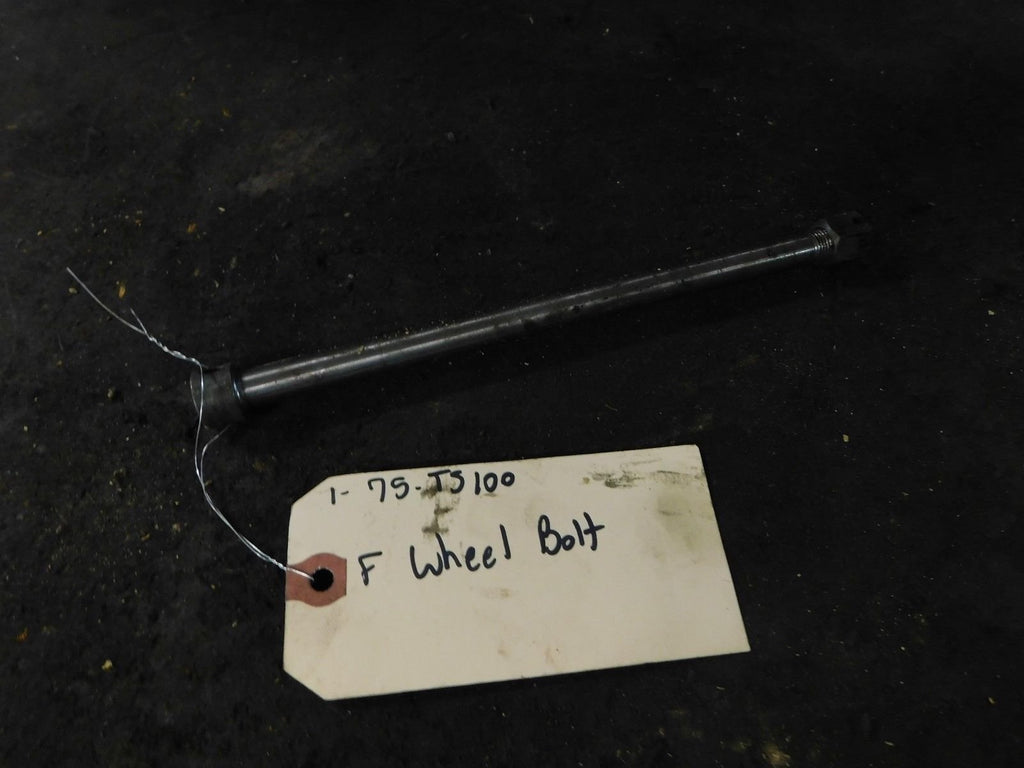 1- 75-TS100
F Wheel Bolt